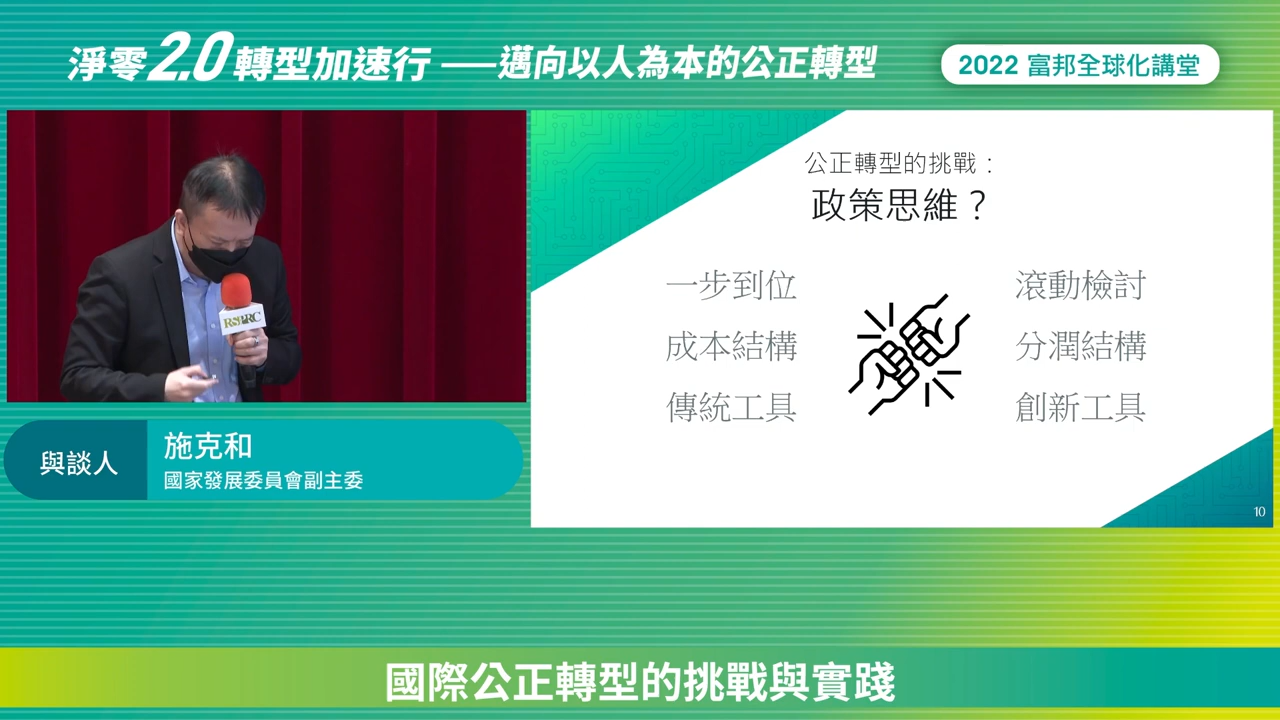 淨零2.0轉型加速行——邁向以人為本的公正轉型
2022 富邦全球化講堂
RSPRC
與談人
施克和
國家發展委員會副主委
公正轉型的挑戰：
政策思維？
一步到位
滾動檢討
成本結構
分潤結構
傳統工具
創新工具
10
國際公正轉型的挑戰與實踐